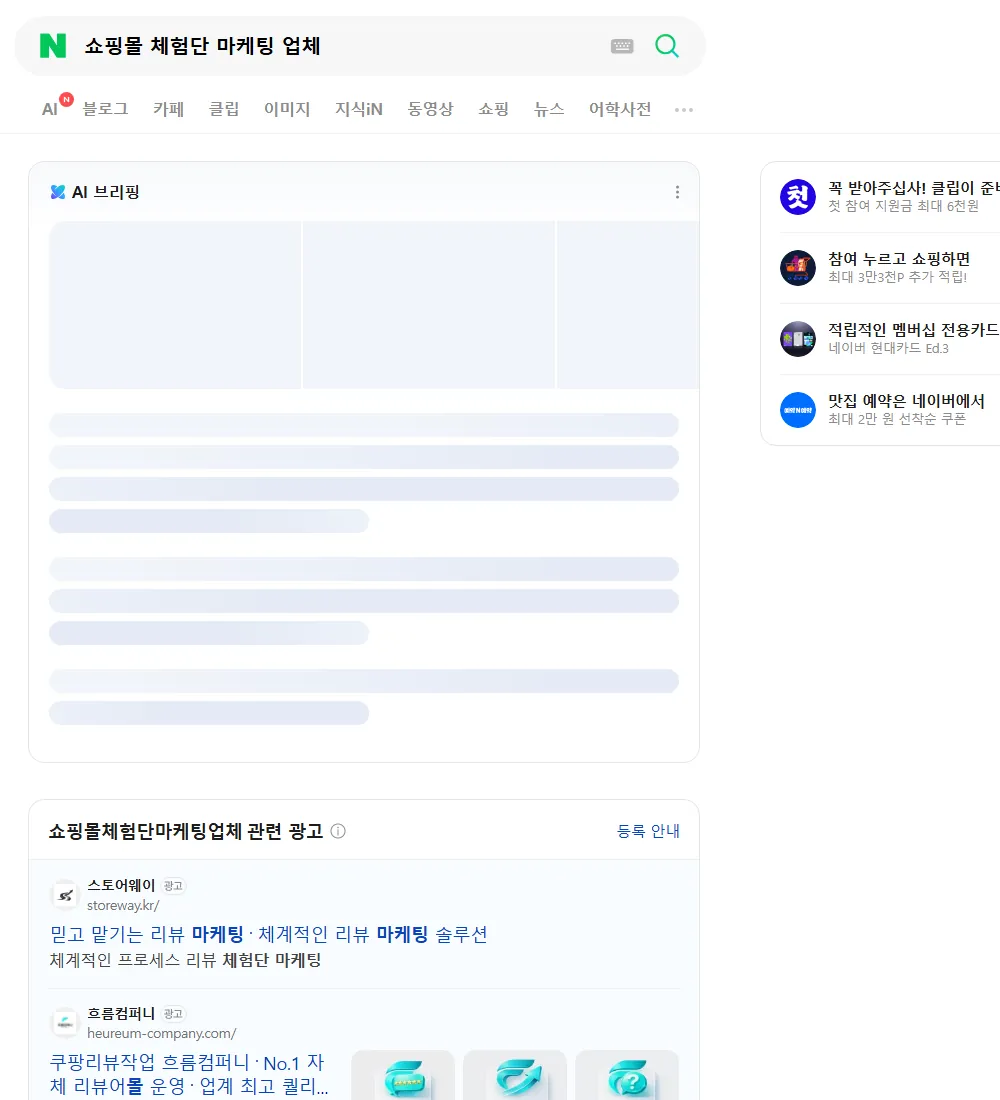 쇼핑몰 체험단 마케팅 업체
AI N 블로그 카페 클립 이미지 지식iN 동영상 쇼핑 뉴스 어학사전
AI 브리핑
첫
꼭 받아주십사! 클립이 준비
첫 참여 지원금 최대 6천원
참여 누르고 쇼핑하면
최대 3만3천P 추가 적립!
적립적인 멤버십 전용카드
네이버 현대카드 Ed.3
맛집 예약은 네이버에서
최대 2만 원 선착순 쿠폰
쇼핑몰체험단마케팅업체 관련 광고
등록 안내
스토어웨이 광고
storeway.kr/
믿고 맡기는 리뷰 마케팅 · 체계적인 리뷰 마케팅 솔루션
체계적인 프로세스 리뷰 체험단 마케팅
흐름컴퍼니 광고
heureum-company.com/
쿠팡리뷰작업 흐름컴퍼니 · No.1 자
체 리뷰어몰 운영 · 업계 최고 퀄리...